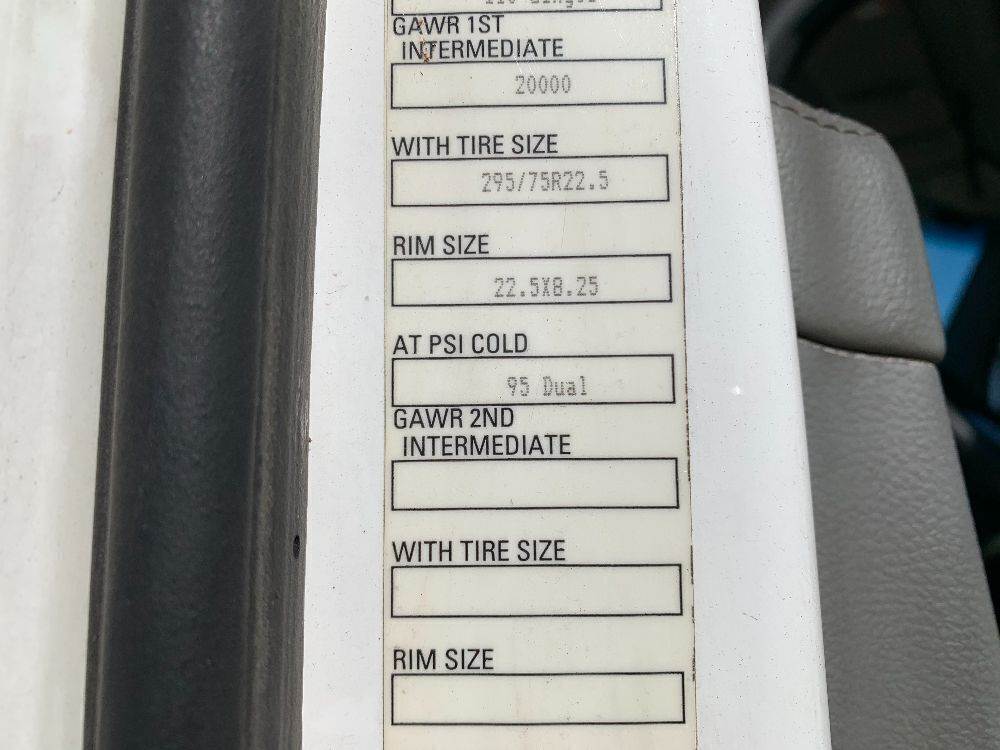 GAWR 1ST
INTERMEDIATE
20000
WITH TIRE SIZE
295/75R22.5
RIM SIZE
22.5X8.25
AT PSI COLD
95 Dual
GAWR 2ND
INTERMEDIATE
WITH TIRE SIZE
RIM SIZE